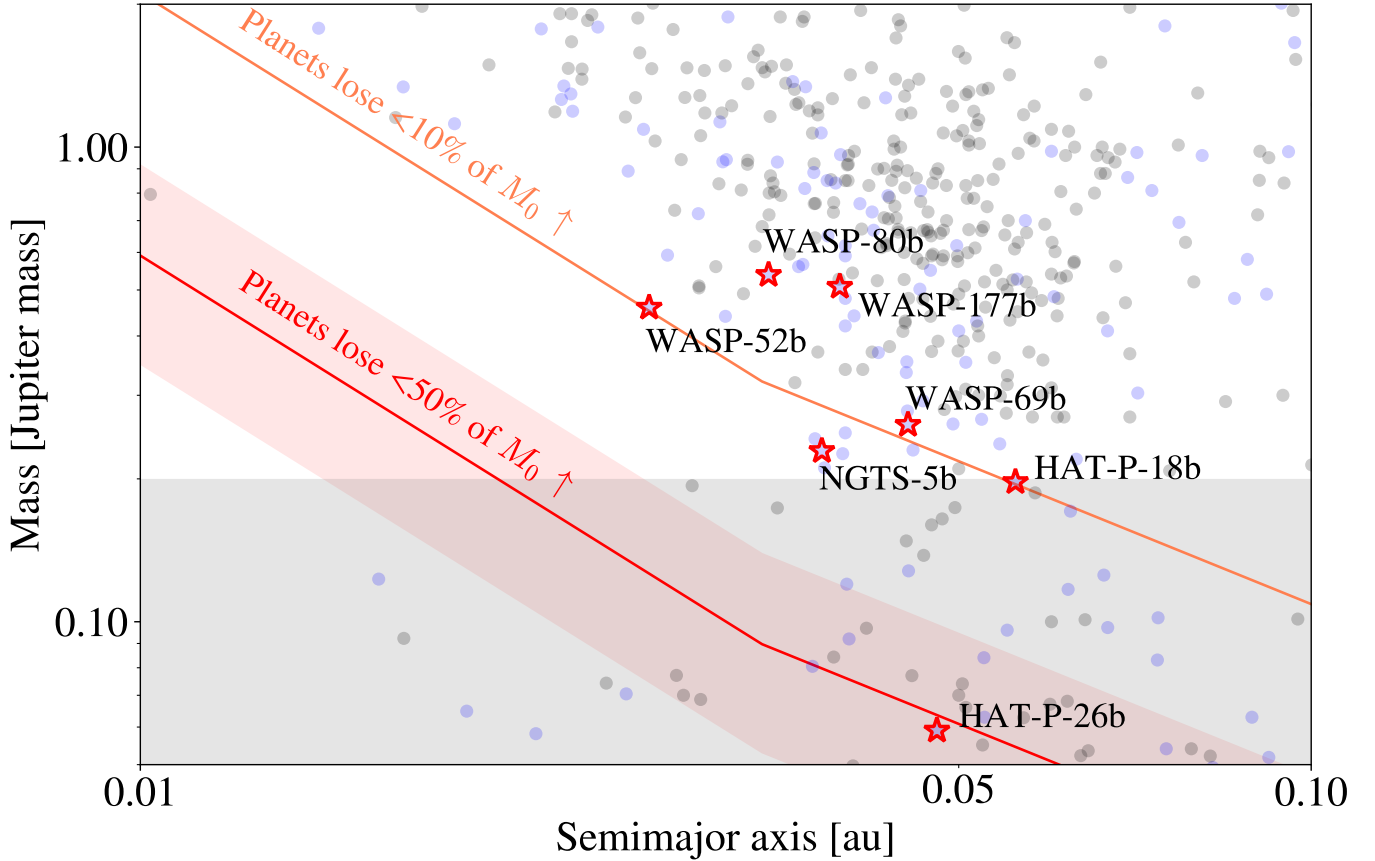 Planets lose <10% of M₀ ↑
1.00
WASP-80b
WASP-177b
Planets lose <50% of M₀ ↑
WASP-52b
WASP-69b
HAT-P-18b
NGTS-5b
Mass [Jupiter mass]
0.10
HAT-P-26b
0.01
0.05
0.10
Semimajor axis [au]